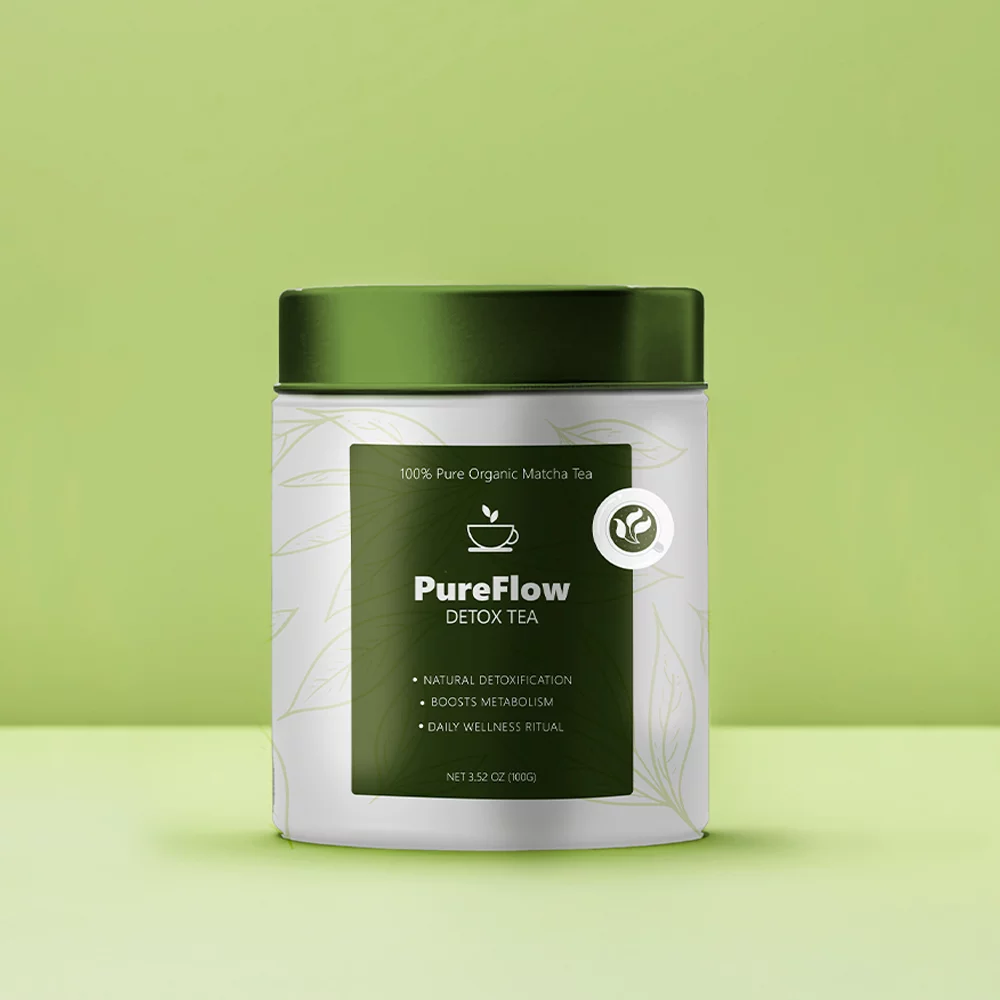 100% Pure Organic Matcha Tea
PureFlow
DETOX TEA
• NATURAL DETOXIFICATION
• BOOSTS METABOLISM
• DAILY WELLNESS RITUAL
NET 3.52 OZ (100G)